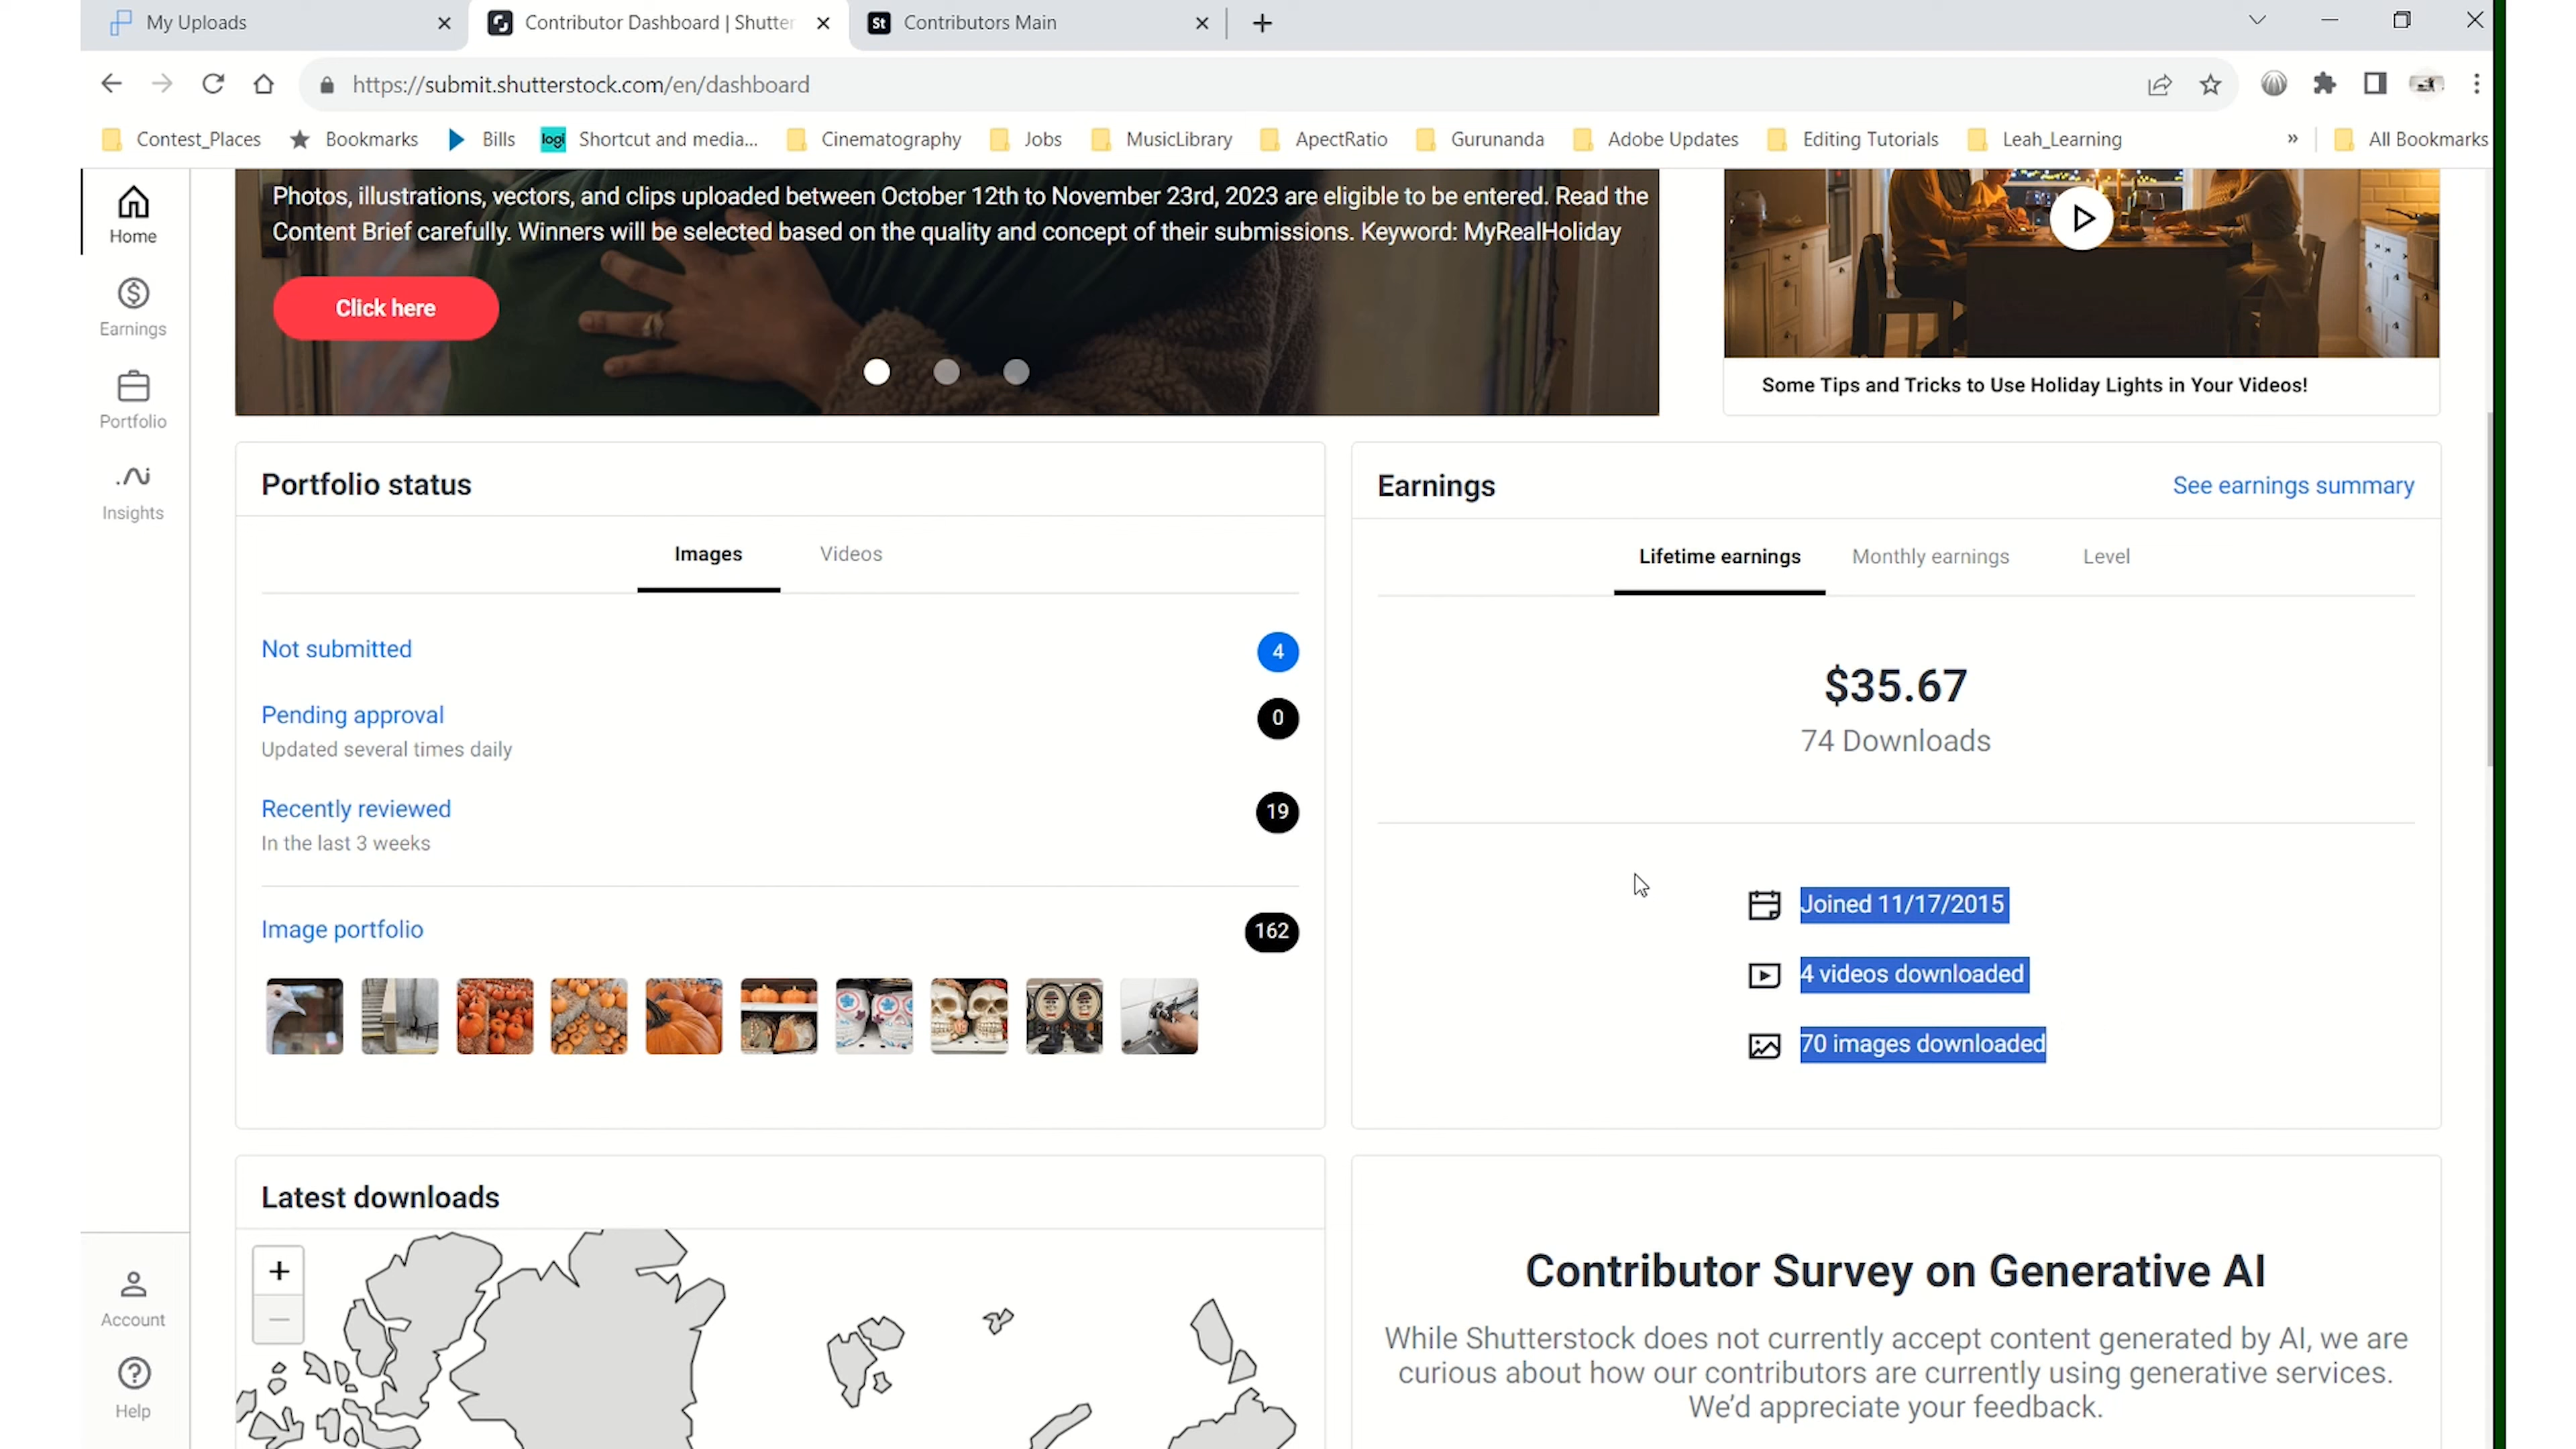 My Uploads
Contributor Dashboard | Shutter
St Contributors Main
https://submit.shutterstock.com/en/dashboard
Contest_Places
Bookmarks
Bills
logi Shortcut and media...
Cinematography
Jobs
MusicLibrary
ApectRatio
Gurunanda
Adobe Updates
Editing Tutorials
Leah_Learning
»
All Bookmarks
Home
Earnings
Portfolio
Insights
Account
Help
Photos, illustrations, vectors, and clips uploaded between October 12th to November 23rd, 2023 are eligible to be entered. Read the
Content Brief carefully. Winners will be selected based on the quality and concept of their submissions. Keyword: MyRealHoliday
Click here
Some Tips and Tricks to Use Holiday Lights in Your Videos!
Portfolio status
Images Videos
Not submitted 4
Pending approval 0
Updated several times daily
Recently reviewed 19
In the last 3 weeks
Image portfolio 162
Earnings See earnings summary
Lifetime earnings Monthly earnings Level
$35.67
74 Downloads
Joined 11/17/2015
4 videos downloaded
70 images downloaded
Latest downloads
+
−
Contributor Survey on Generative AI
While Shutterstock does not currently accept content generated by AI, we are
curious about how our contributors are currently using generative services.
We'd appreciate your feedback.